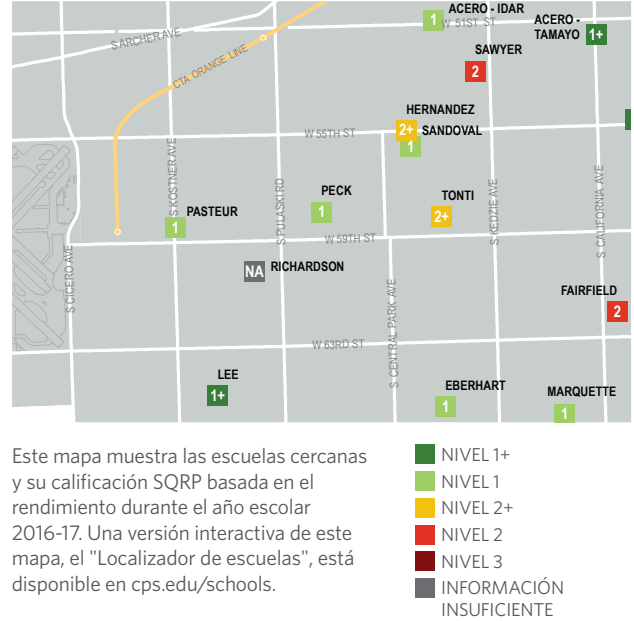 ACERO - IDAR
1
W 51ST ST
ACERO -
TAMAYO
1+
S ARCHER AVE
SAWYER
2
CTA ORANGE LINE
HERNANDEZ
2+
SANDOVAL
1
W 55TH ST
S KOSTNER AVE
S PULASKI RD
S KEDZIE AVE
S CALIFORNIA AVE
PASTEUR
1
PECK
1
TONTI
2+
W 59TH ST
S CICERO AVE
NA
RICHARDSON
S CENTRAL PARK AVE
FAIRFIELD
2
W 63RD ST
LEE
1+
EBERHART
1
MARQUETTE
1
Este mapa muestra las escuelas cercanas
y su calificación SQRP basada en el
rendimiento durante el año escolar
2016-17. Una versión interactiva de este
mapa, el "Localizador de escuelas", está
disponible en cps.edu/schools.
NIVEL 1+
NIVEL 1
NIVEL 2+
NIVEL 2
NIVEL 3
INFORMACIÓN
INSUFICIENTE